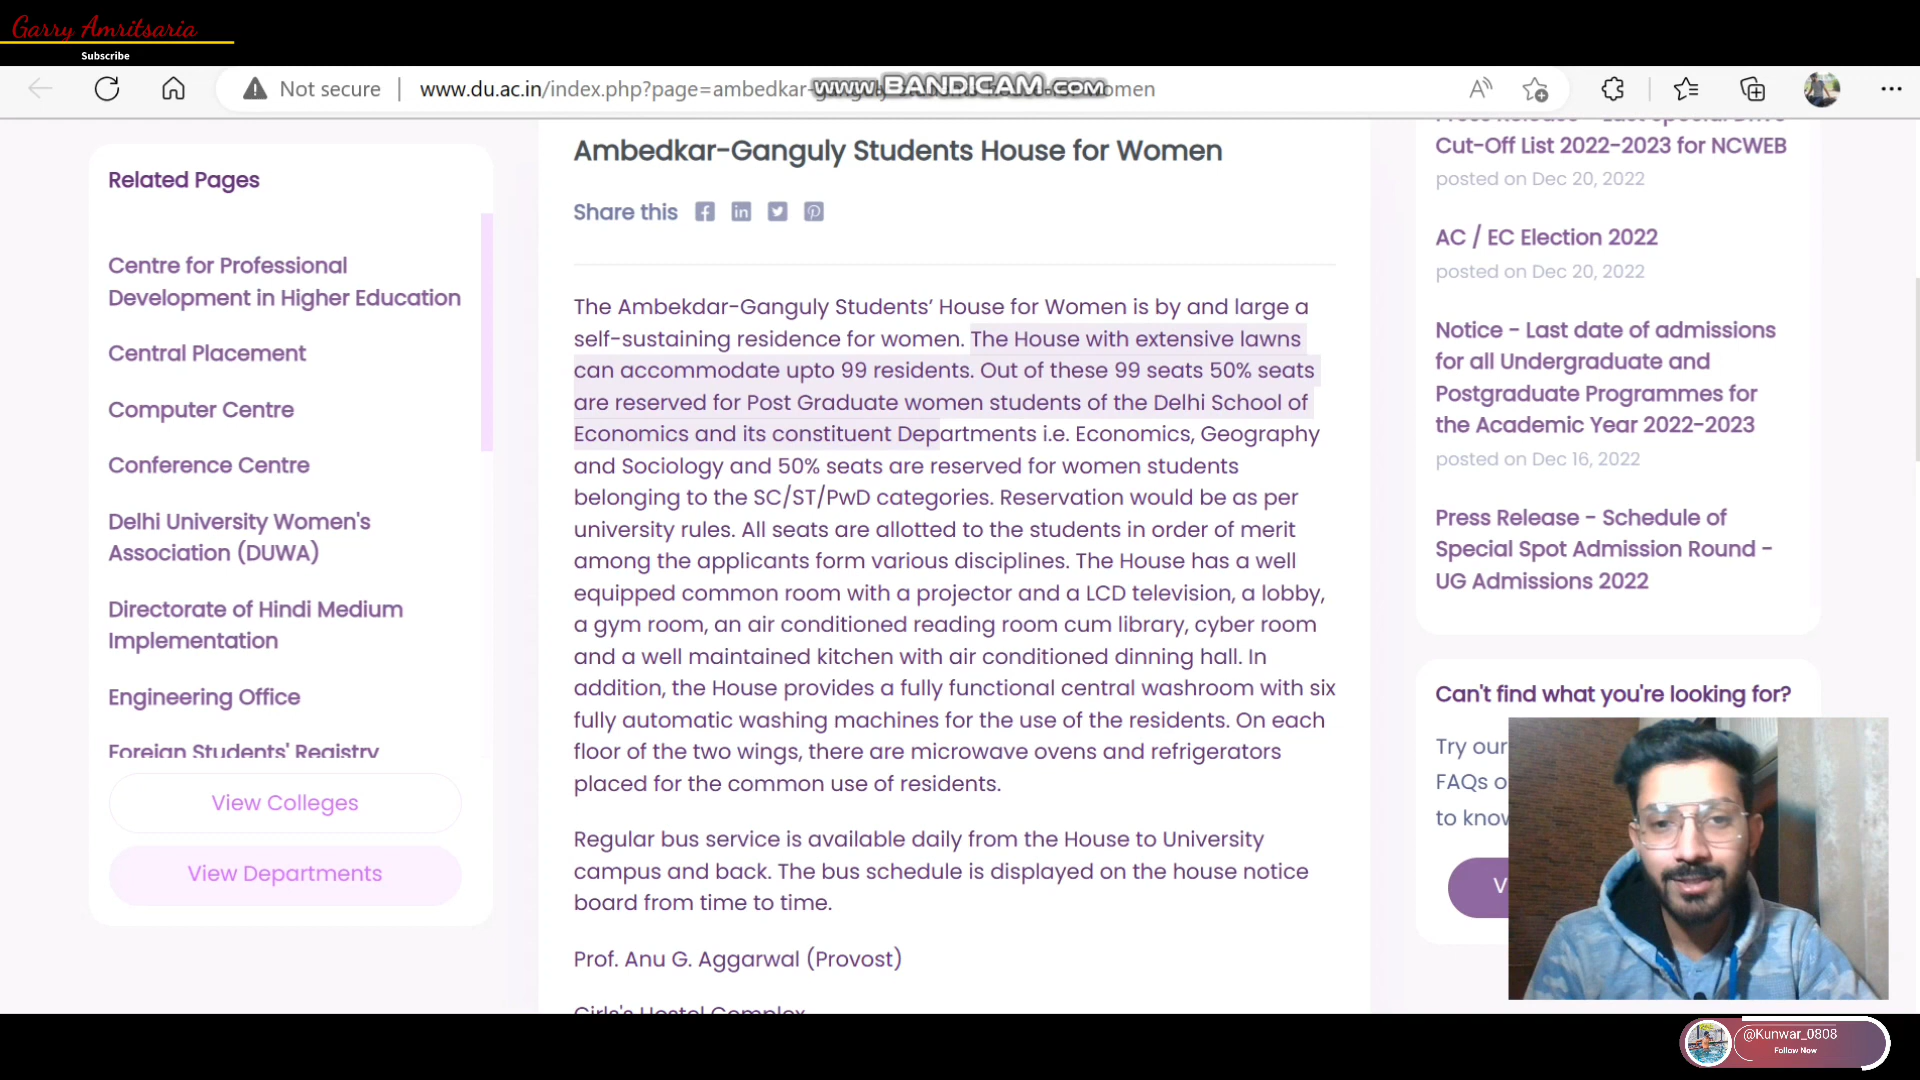 Garry Amritsaria
Subscribe
Not secure
www.du.ac.in/index.php?page=ambedkar-ganguly-students-house-for-women
www.BANDICAM.COM
Related Pages
Centre for Professional
Development in Higher Education
Central Placement
Computer Centre
Conference Centre
Delhi University Women's
Association (DUWA)
Directorate of Hindi Medium
Implementation
Engineering Office
Foreign Students' Registry
View Colleges
View Departments
Ambedkar-Ganguly Students House for Women
Share this
The Ambekdar-Ganguly Students’ House for Women is by and large a
self-sustaining residence for women. The House with extensive lawns
can accommodate upto 99 residents. Out of these 99 seats 50% seats
are reserved for Post Graduate women students of the Delhi School of
Economics and its constituent Departments i.e. Economics, Geography
and Sociology and 50% seats are reserved for women students
belonging to the SC/ST/PwD categories. Reservation would be as per
university rules. All seats are allotted to the students in order of merit
among the applicants form various disciplines. The House has a well
equipped common room with a projector and a LCD television, a lobby,
a gym room, an air conditioned reading room cum library, cyber room
and a well maintained kitchen with air conditioned dinning hall. In
addition, the House provides a fully functional central washroom with six
fully automatic washing machines for the use of the residents. On each
floor of the two wings, there are microwave ovens and refrigerators
placed for the common use of residents.
Regular bus service is available daily from the House to University
campus and back. The bus schedule is displayed on the house notice
board from time to time.
Prof. Anu G. Aggarwal (Provost)
Girls's Hostel Complex
Press Release - Last Special Drive
Cut-Off List 2022-2023 for NCWEB
posted on Dec 20, 2022
AC / EC Election 2022
posted on Dec 20, 2022
Notice - Last date of admissions
for all Undergraduate and
Postgraduate Programmes for
the Academic Year 2022-2023
posted on Dec 16, 2022
Press Release - Schedule of
Special Spot Admission Round -
UG Admissions 2022
Can't find what you're looking for?
Try our
FAQs o
to know
V
@Kunwar_0808
Follow Now